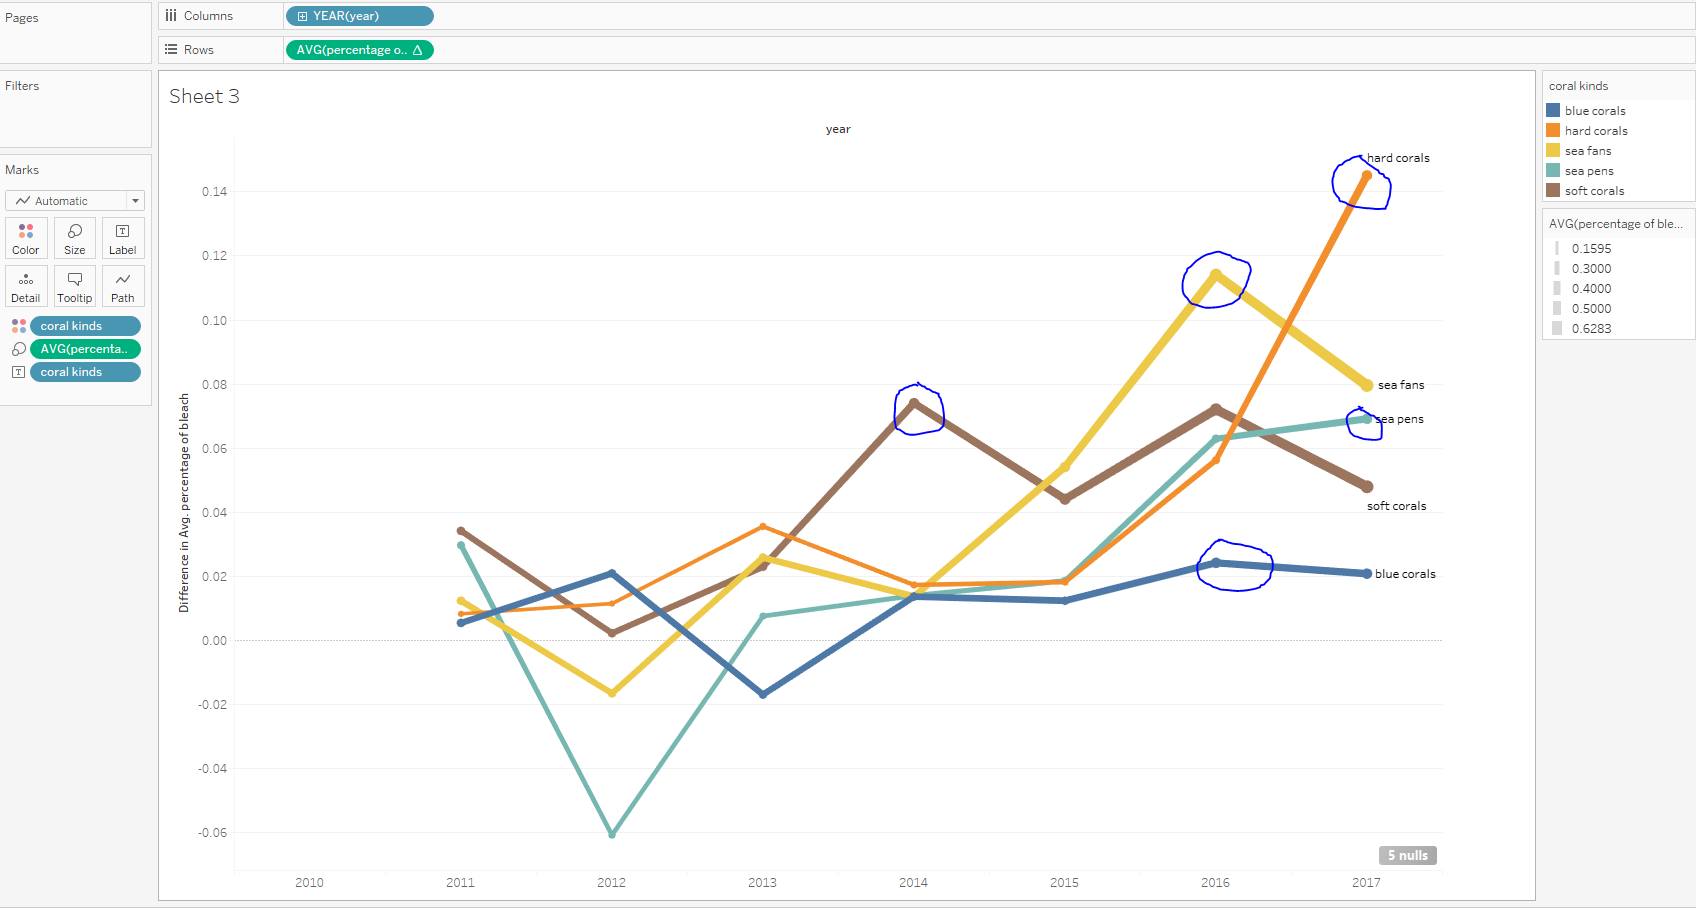 Pages
Columns
YEAR(year)
Rows
AVG(percentage o..
Filters
Marks
Automatic
Color
Size
Label
Detail
Tooltip
Path
coral kinds
AVG(percenta..
coral kinds
Sheet 3
year
Difference in Avg. percentage of bleach
0.14
0.12
0.10
0.08
0.06
0.04
0.02
0.00
-0.02
-0.04
-0.06
hard corals
sea fans
sea pens
soft corals
blue corals
5 nulls
2010 2011 2012 2013 2014 2015 2016 2017
coral kinds
blue corals
hard corals
sea fans
sea pens
soft corals
AVG(percentage of ble...
0.1595
0.3000
0.4000
0.5000
0.6283